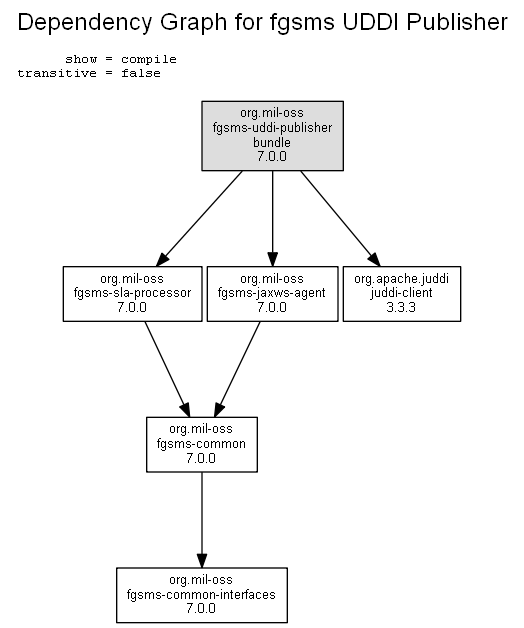 Dependency Graph for fgsms UDDI Publisher
show = compile
transitive = false
org.mil-oss
fgsms-uddi-publisher
bundle
7.0.0
org.mil-oss
fgsms-sla-processor
7.0.0
org.mil-oss
fgsms-jaxws-agent
7.0.0
org.apache.juddi
juddi-client
3.3.3
org.mil-oss
fgsms-common
7.0.0
org.mil-oss
fgsms-common-interfaces
7.0.0